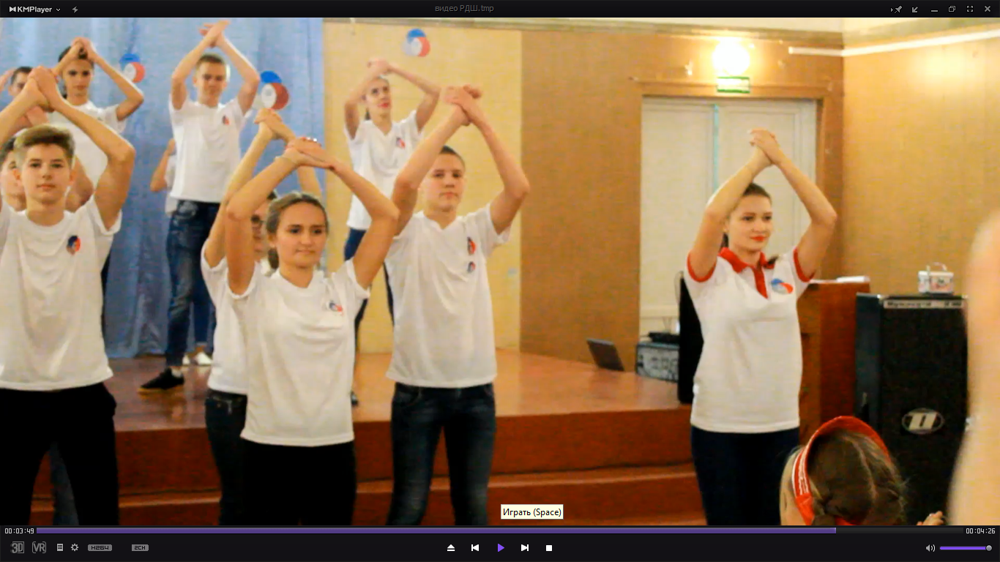 KMPlayer
видео РДШ.tmp
Играть (Space)
00:03:49
00:04:26
3D
VR
H264
2CH